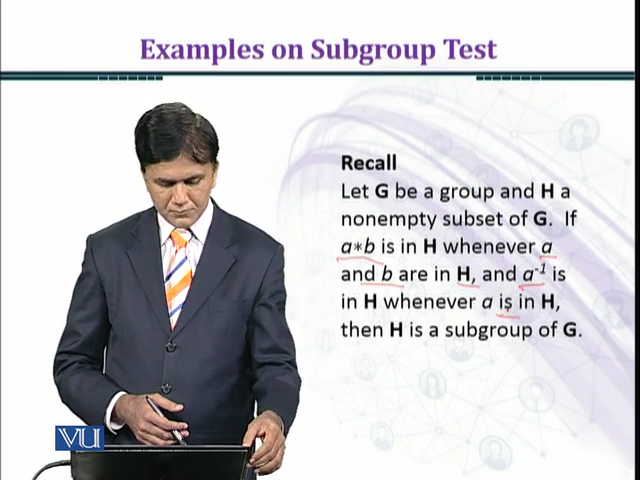 Examples on Subgroup Test
Recall
Let G be a group and H a
nonempty subset of G. If
a*b is in H whenever a
and b are in H, and a⁻¹ is
in H whenever a is in H,
then H is a subgroup of G.
VU